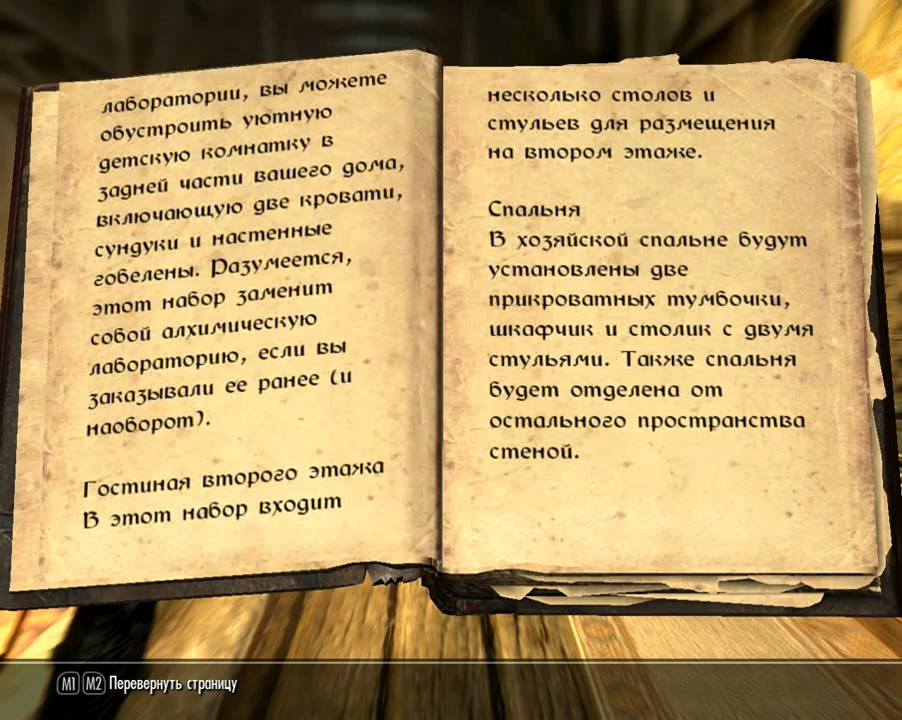 лаборатории, вы можете
обустроить уютную
детскую комнатку в
задней части вашего дома,
включающую две кровати,
сундуки и настенные
гобелены. Разумеется,
этот набор заменит
собой алхимическую
лабораторию, если вы
заказывали ее ранее (и
наоборот).
Гостиная второго этажа
В этот набор входит
несколько столов и
стульев для размещения
на втором этаже.
Спальня
В хозяйской спальне будут
установлены две
прикроватных тумбочки,
шкафчик и столик с двумя
стульями. Также спальня
будет отделена от
остального пространства
стеной.
M1 M2 Перевернуть страницу